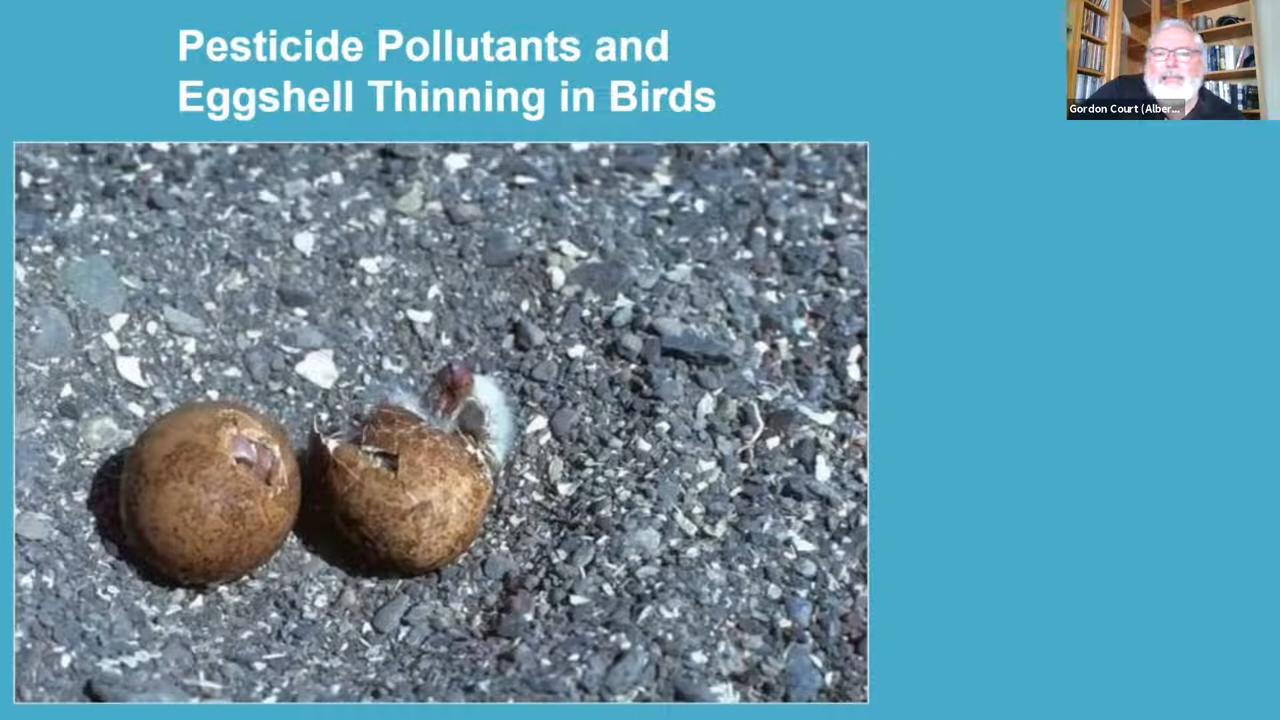 Pesticide Pollutants and
Eggshell Thinning in Birds
Gordon Court (Alber...